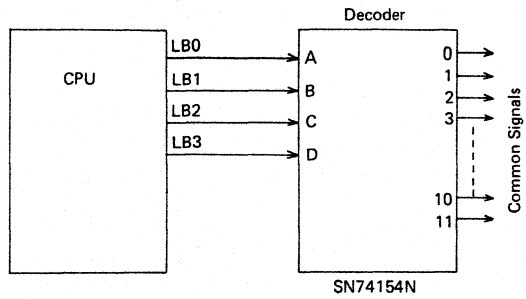 Decoder
CPU
LB0
LB1
LB2
LB3
A
B
C
D
0
1
2
3
10
11
Common Signals
SN74154N